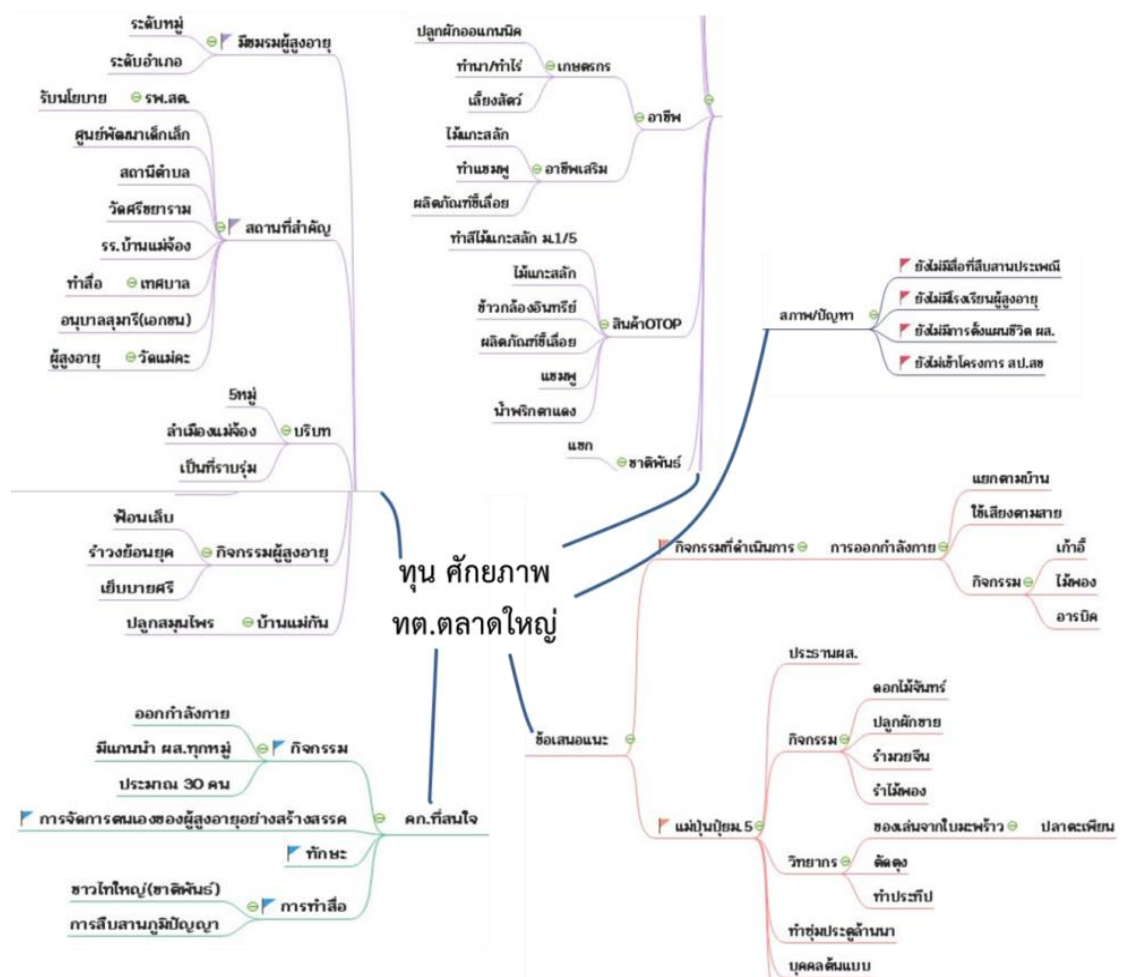 ระดับหมู่
ระดับอำเภอ
มีชมรมผู้สูงอายุ
รับนโยบาย
รพ.สต.
ศูนย์พัฒนาเด็กเล็ก
สถานีตำบล
วัดศรีชยาราม
รร.บ้านแม่จ้อง
ทำสื่อ
เทศบาล
อนุบาลสุมารี(เอกชน)
ผู้สูงอายุ
วัดแม่คะ
สถานที่สำคัญ
5หมู่
ลำเมืองแม่จ้อง
เป็นที่ราบรุ่ม
บริบท
ฟ้อนเล็บ
รำวงย้อนยุค
เย็บบายศรี
กิจกรรมผู้สูงอายุ
ปลูกสมุนไพร
บ้านแม่กัน
ปลูกผักออแกนนิค
ทำนา/ทำไร่
เลี้ยงสัตว์
เกษตรกร
ไม้แกะสลัก
ทำแชมพู
ผลิตภัณฑ์ขี้เลื่อย
อาชีพเสริม
อาชีพ
ทำสีไม้แกะสลัก ม.1/5
ไม้แกะสลัก
ข้าวกล้องอินทรีย์
ผลิตภัณฑ์ขี้เลื่อย
แชมพู
น้ำพริกตาแดง
สินค้าOTOP
แขก
ชาติพันธ์
สภาพ/ปัญหา
ยังไม่มีสื่อที่สืบสานประเพณี
ยังไม่มีโรงเรียนผู้สูงอายุ
ยังไม่มีการตั้งแผนชีวิต ผส.
ยังไม่เข้าโครงการ สป.สช
ทุน ศักยภาพ
ทต.ตลาดใหญ่
ออกกำลังกาย
มีแกนนำ ผส.ทุกหมู่
ประมาณ 30 คน
กิจกรรม
การจัดการตนเองของผู้สูงอายุอย่างสร้างสรรค
ทักษะ
ชาวไทใหญ่(ชาติพันธ์)
การสืบสานภูมิปัญญา
การทำสื่อ
คก.ที่สนใจ
ข้อเสนอแนะ
กิจกรรมที่ดำเนินการ
การออกกำลังกาย
แยกตามบ้าน
ใช้เสียงตามสาย
กิจกรรม
เก้าอี้
ไม้พอง
อารบิค
แม่ปุ่นปุ้ยม.5
ประธานผส.
กิจกรรม
ดอกไม้จันทร์
ปลูกผักขาย
รำมวยจีน
รำไม้พอง
วิทยากร
ของเล่นจากใบมะพร้าว
ปลาตะเพียน
ตัดตุง
ทำประทีป
ทำซุ่มประตูล้านนา
บุคคลต้นแบบ